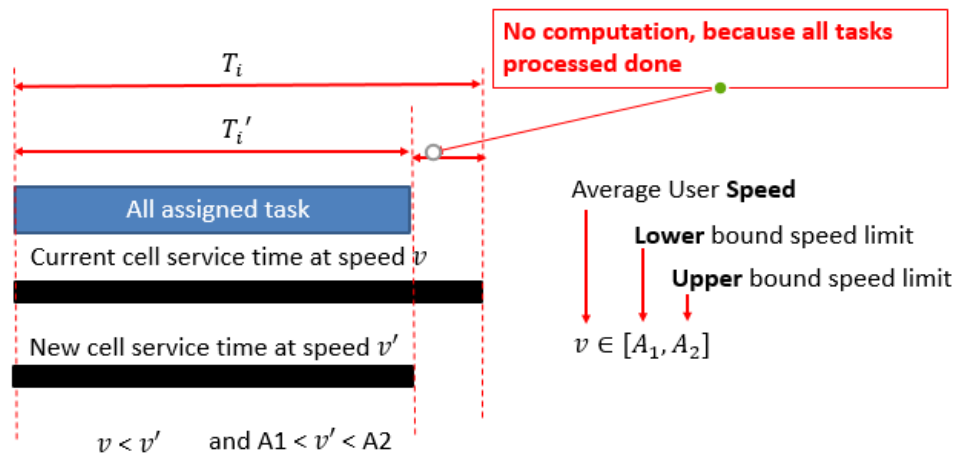 No computation, because all tasks
processed done
T_i
T_i'
All assigned task
Current cell service time at speed v
New cell service time at speed v'
v < v' and A1 < v' < A2
Average User Speed
Lower bound speed limit
Upper bound speed limit
v ∈ [A_1, A_2]